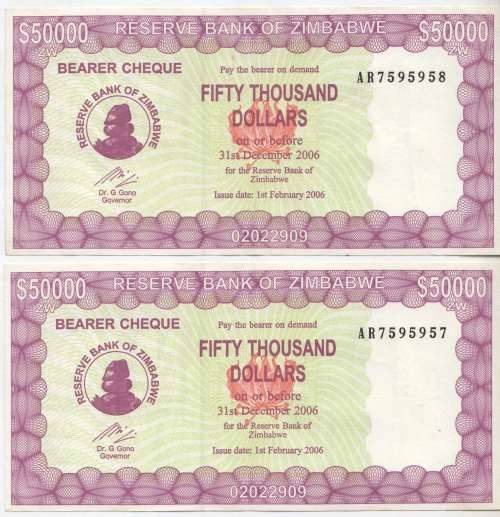 $50000 RESERVE BANK OF ZIMBABWE $50000
ZW ZW
BEARER CHEQUE Pay the bearer on demand AR7595958
RESERVE BANK OF ZIMBABWE
FIFTY THOUSAND
DOLLARS
on or before
31st December 2006
for the Reserve Bank of
Zimbabwe
Dr. G Gono
Governor
Issue date: 1st February 2006
02022909
$50000 RESERVE BANK OF ZIMBABWE $50000
ZW ZW
BEARER CHEQUE Pay the bearer on demand AR7595957
RESERVE BANK OF ZIMBABWE
FIFTY THOUSAND
DOLLARS
on or before
31st December 2006
for the Reserve Bank of
Zimbabwe
Dr. G Gono
Governor
Issue date: 1st February 2006
02022909